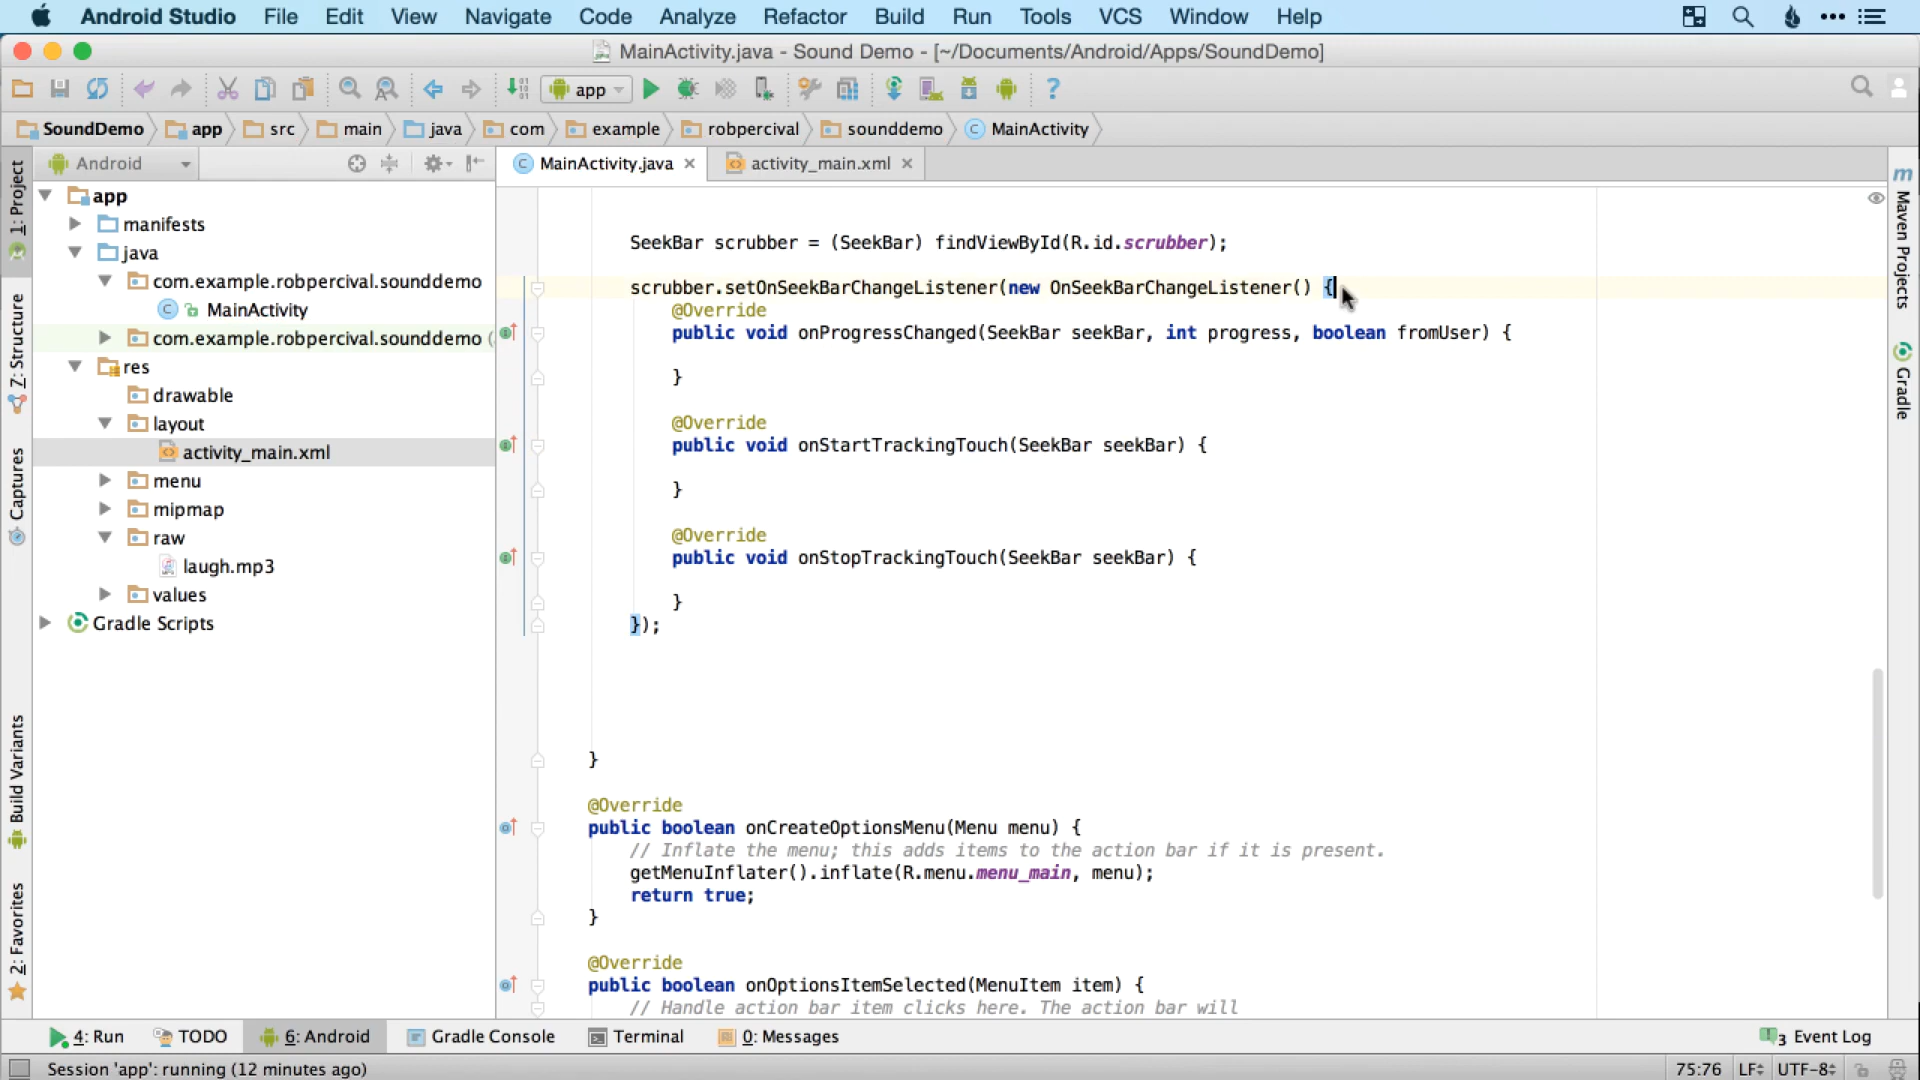 Android Studio File Edit View Navigate Code Analyze Refactor Build Run Tools VCS Window Help
MainActivity.java - Sound Demo - [~/Documents/Android/Apps/SoundDemo]
app
SoundDemo app src main java com example robpercival sounddemo MainActivity
Android
MainActivity.java
activity_main.xml
1: Project
Z: Structure
Captures
Build Variants
2: Favorites
app
manifests
java
com.example.robpercival.sounddemo
MainActivity
com.example.robpercival.sounddemo (
res
drawable
layout
activity_main.xml
menu
mipmap
raw
laugh.mp3
values
Gradle Scripts
SeekBar scrubber = (SeekBar) findViewById(R.id.scrubber);
scrubber.setOnSeekBarChangeListener(new OnSeekBarChangeListener() {
@Override
public void onProgressChanged(SeekBar seekBar, int progress, boolean fromUser) {
}
@Override
public void onStartTrackingTouch(SeekBar seekBar) {
}
@Override
public void onStopTrackingTouch(SeekBar seekBar) {
}
});
}
@Override
public boolean onCreateOptionsMenu(Menu menu) {
// Inflate the menu; this adds items to the action bar if it is present.
getMenuInflater().inflate(R.menu.menu_main, menu);
return true;
}
@Override
public boolean onOptionsItemSelected(MenuItem item) {
// Handle action bar item clicks here. The action bar will
m Maven Projects
Gradle
4: Run TODO 6: Android Gradle Console Terminal 0: Messages 3 Event Log
Session 'app': running (12 minutes ago) 75:76 LF UTF-8